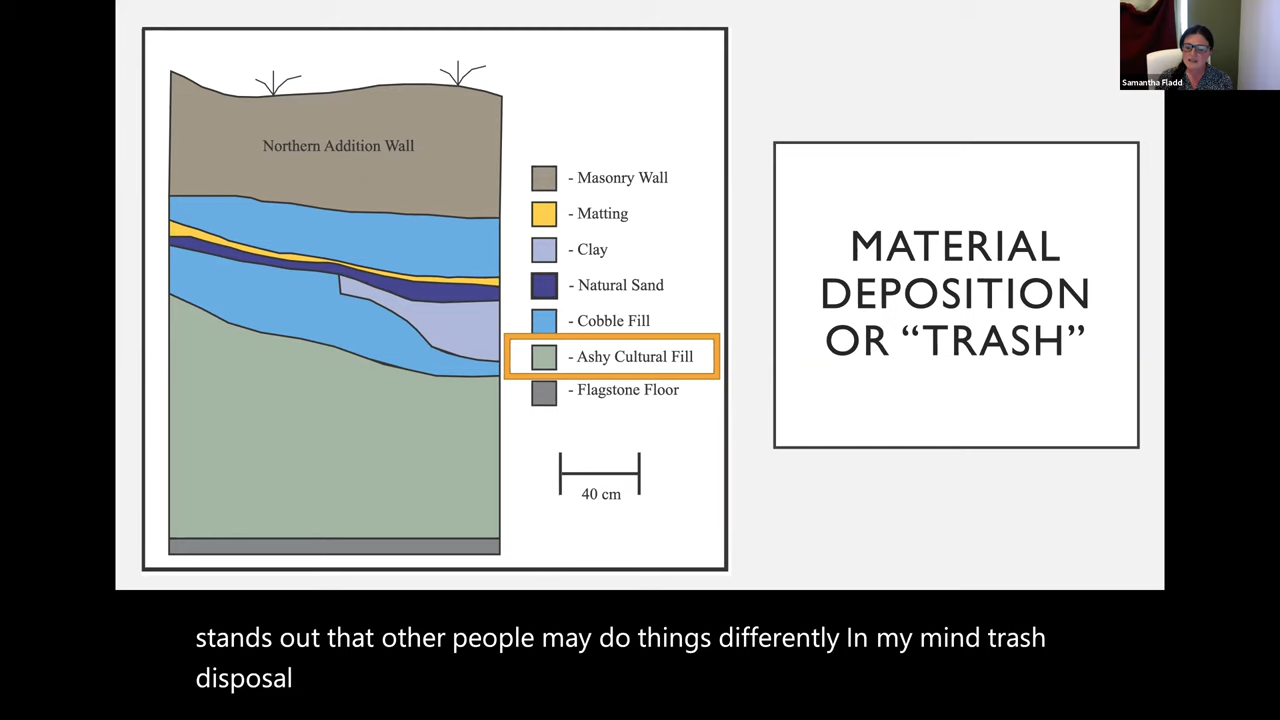 Samantha Fladd
Northern Addition Wall
- Masonry Wall
- Matting
- Clay
- Natural Sand
- Cobble Fill
- Ashy Cultural Fill
- Flagstone Floor
40 cm
MATERIAL
DEPOSITION
OR “TRASH”
stands out that other people may do things differently In my mind trash
disposal